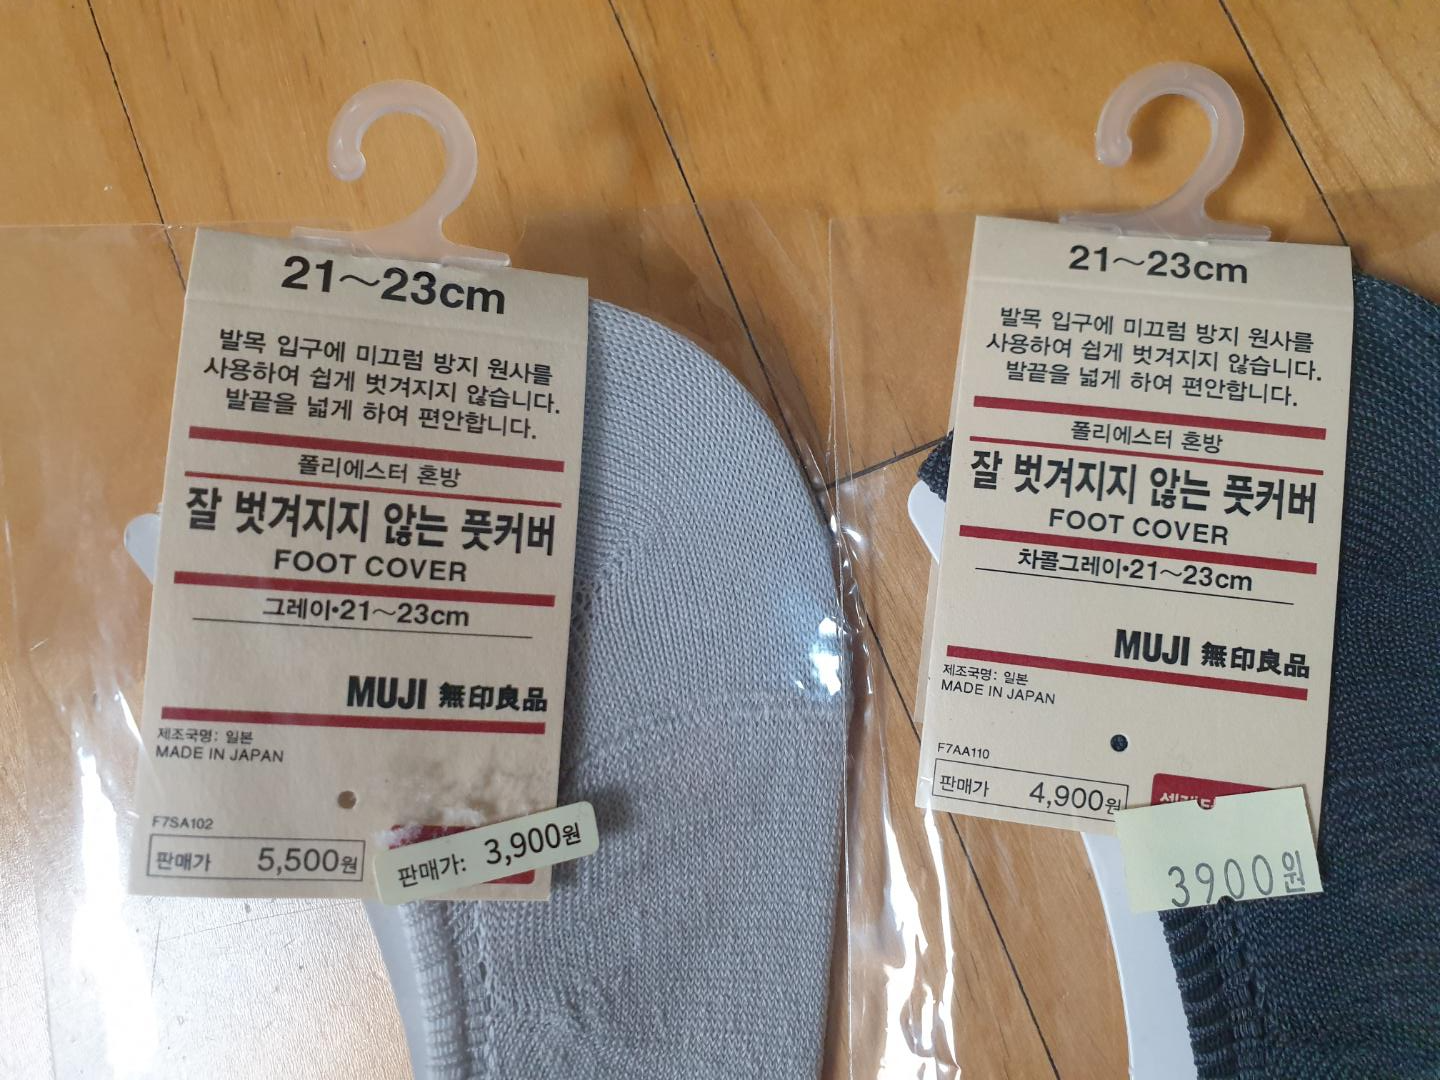 21~23cm
발목 입구에 미끄럼 방지 원사를
사용하여 쉽게 벗겨지지 않습니다.
발끝을 넓게 하여 편안합니다.
폴리에스터 혼방
잘 벗겨지지 않는 풋커버
FOOT COVER
그레이•21~23cm
MUJI 無印良品
제조국명: 일본
MADE IN JAPAN
F7SA102
판매가 5,500원
판매가: 3,900원
21~23cm
발목 입구에 미끄럼 방지 원사를
사용하여 쉽게 벗겨지지 않습니다.
발끝을 넓게 하여 편안합니다.
폴리에스터 혼방
잘 벗겨지지 않는 풋커버
FOOT COVER
차콜그레이•21~23cm
MUJI 無印良品
제조국명: 일본
MADE IN JAPAN
F7AA110
판매가 4,900원
3900원